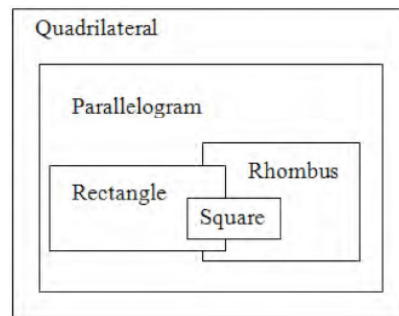 Quadrilateral
Parallelogram
Rhombus
Rectangle
Square